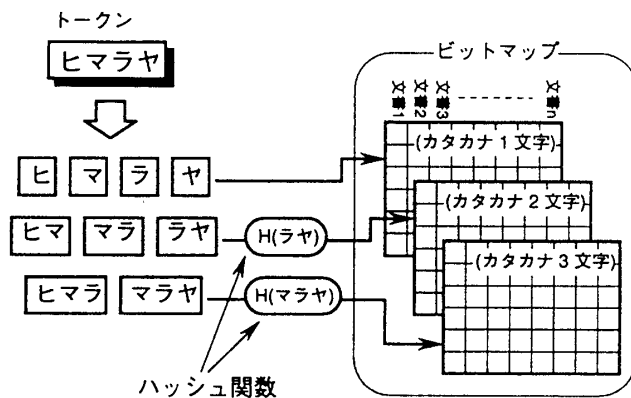 トークン
ヒマラヤ
ビットマップ
文書1 文書2 文書3 文書n
(カタカナ1文字)
ヒ マ ラ ヤ
(カタカナ2文字)
ヒマ マラ ラヤ H(ラヤ)
(カタカナ3文字)
ヒマラ マラヤ H(マラヤ)
ハッシュ関数